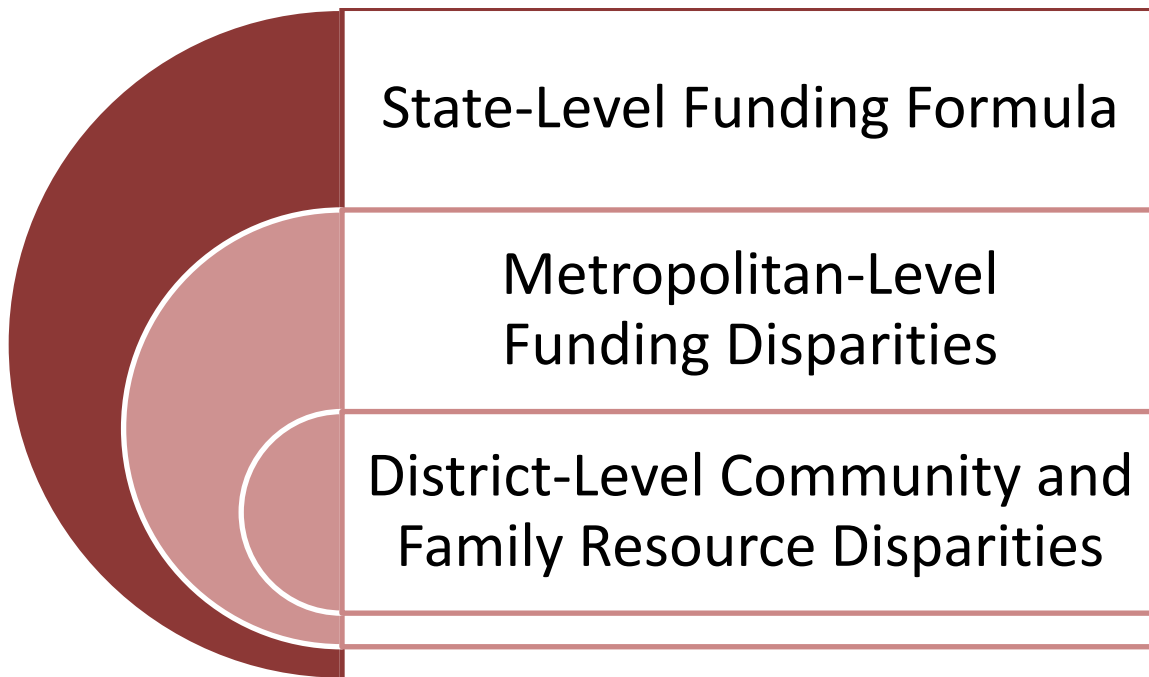 State-Level Funding Formula
Metropolitan-Level
Funding Disparities
District-Level Community and
Family Resource Disparities